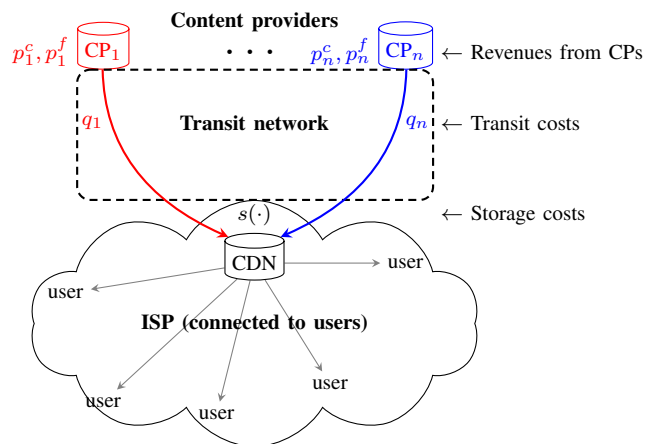 Content providers
p_1^c, p_1^f CP_1 · · · p_n^c, p_n^f CP_n ← Revenues from CPs
q_1 Transit network q_n ← Transit costs
s(·) ← Storage costs
CDN user
user
ISP (connected to users)
user
user
user